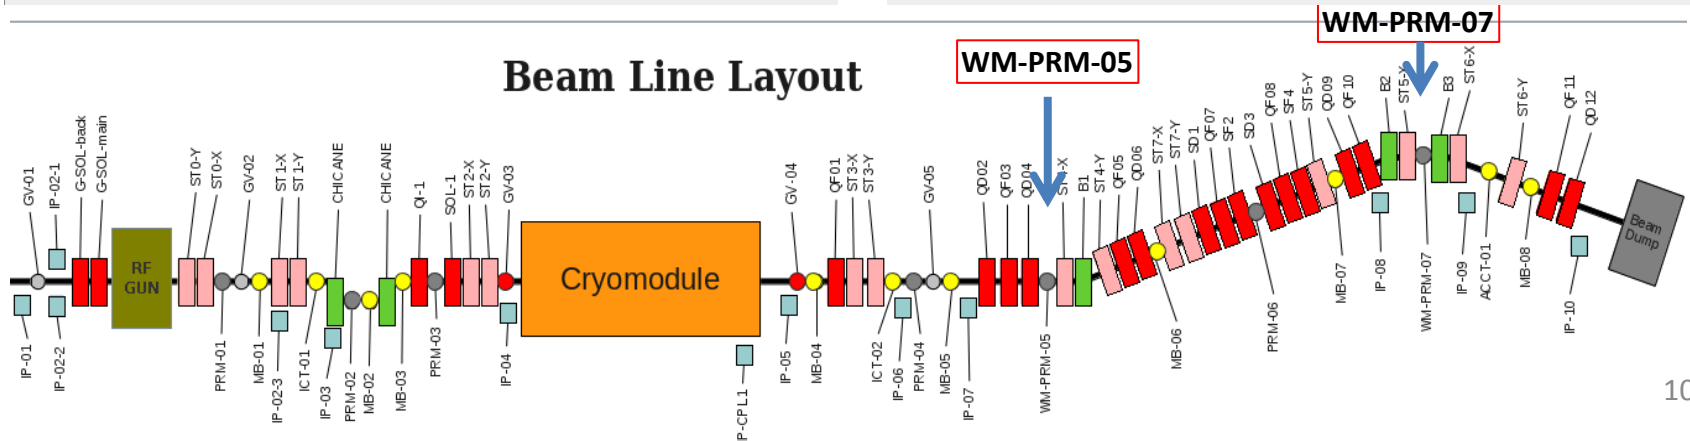 WM-PRM-07
WM-PRM-05
Beam Line Layout
GV-01
IP-02-1
G-SOL-back
G-SOL-main
ST0-Y
ST0-X
GV-02
ST1-X
ST1-Y
CHICANE
CHICANE
QI-1
SOL-1
ST2-X
ST2-Y
GV-03
GV-04
QF01
ST3-X
ST3-Y
GV-05
QD02
QF03
QD04
B1
ST4-Y
QF05
QD06
ST7-X
ST7-Y
SD1
QF07
SF2
SD3
QF08
SF4
ST5-Y
QD09
QF10
B2
B3
ST6-X
ST6-Y
QF11
QD12
RF
GUN
Cryomodule
Beam
Dump
IP-01
IP-02-2
PRM-01
MB-01
IP-02-3
ICT-01
IP-03
PRM-02
MB-02
MB-03
PRM-03
IP-04
P-CPL1
IP-05
MB-04
ICT-02
IP-06
PRM-04
MB-05
IP-07
WM-PRM-05
MB-06
PRM-06
MB-07
IP-08
WM-PRM-07
IP-09
ACCT-01
MB-08
IP-10
10